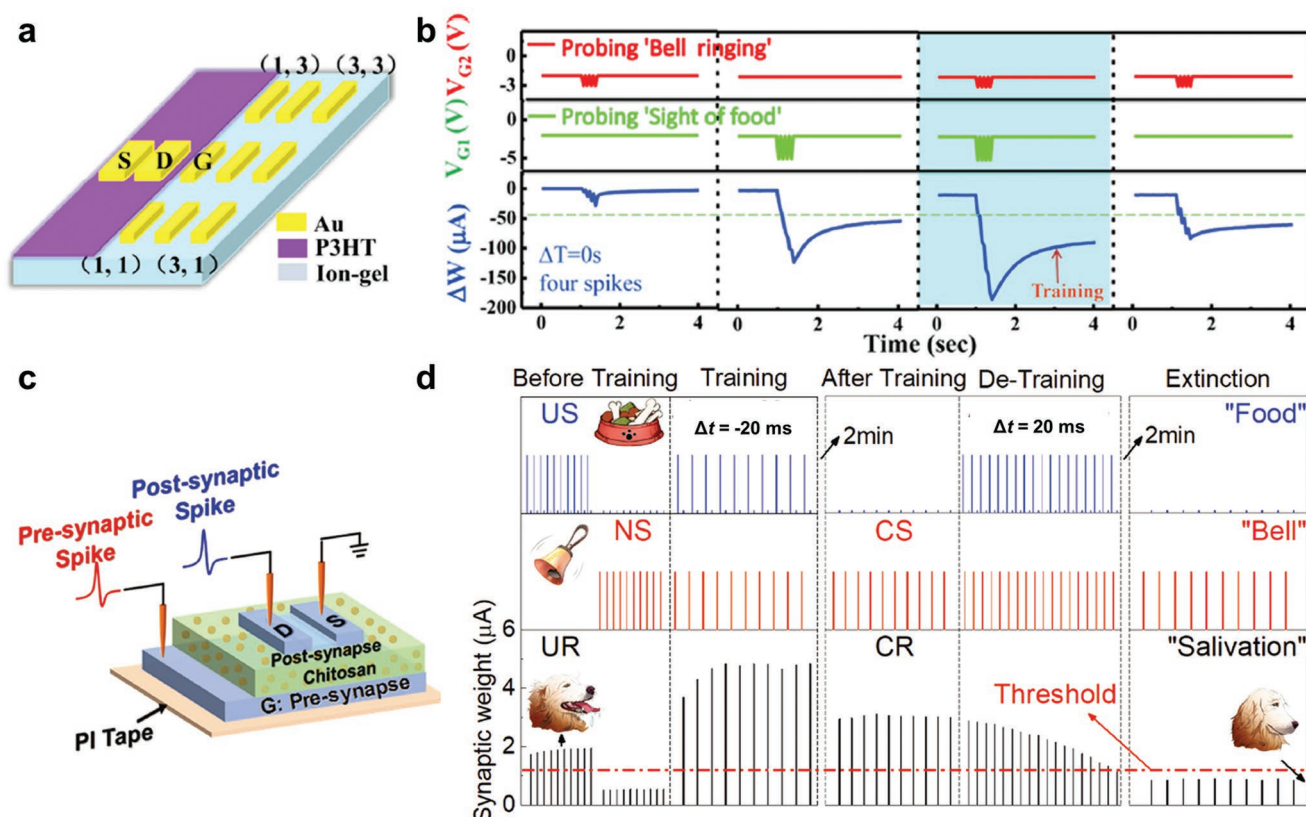 a
(1, 3) (3, 3)
S D G
Au
P3HT
Ion-gel
(1, 1) (3, 1)
b
V_G2 (V)
0
-3
Probing 'Bell ringing'
V_G1 (V)
0
-5
Probing 'Sight of food'
ΔW (μA)
0
-50
-100
-150
-200
ΔT=0s
four spikes
Training
0 2 4 0 2 4 0 2 4 0 2 4
Time (sec)
c
Post-synaptic
Spike
Pre-synaptic
Spike
D S
Post-synapse
Chitosan
G: Pre-synapse
PI Tape
d
Before Training Training After Training De-Training Extinction
US Δt = -20 ms 2min Δt = 20 ms 2min "Food"
NS CS "Bell"
UR CR "Salivation"
Threshold
Synaptic weight (μA)
6
4
2
0